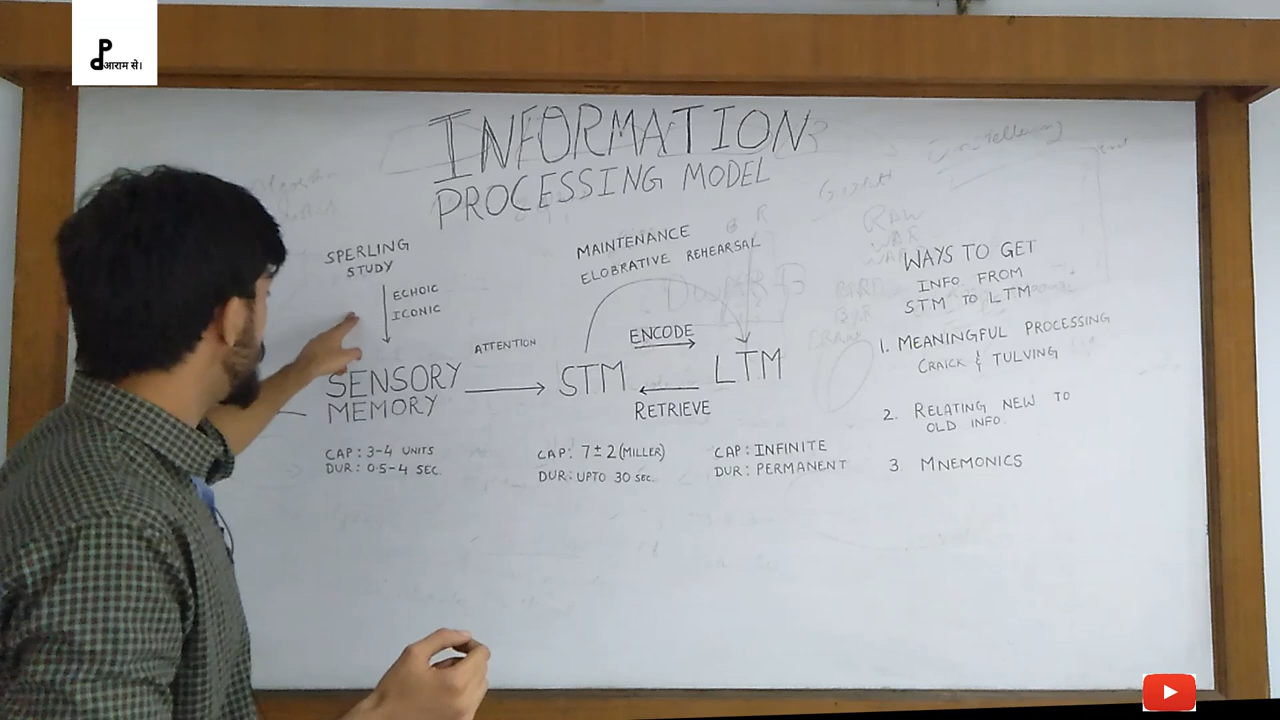 P
d आराम से।
INFORMATION
PROCESSING MODEL
SPERLING
STUDY
ECHOIC
ICONIC
MAINTENANCE
ELOBRATIVE REHEARSAL
ATTENTION
ENCODE
SENSORY
MEMORY
STM
LTM
RETRIEVE
CAP: 3-4 UNITS
DUR: 0.5-4 SEC.
CAP: 7±2 (MILLER)
DUR: UPTO 30 SEC.
CAP: INFINITE
DUR: PERMANENT
WAYS TO GET
INFO FROM
STM TO LTM
1. MEANINGFUL PROCESSING
CRAICK & TULVING
2. RELATING NEW TO
OLD INFO.
3 MNEMONICS